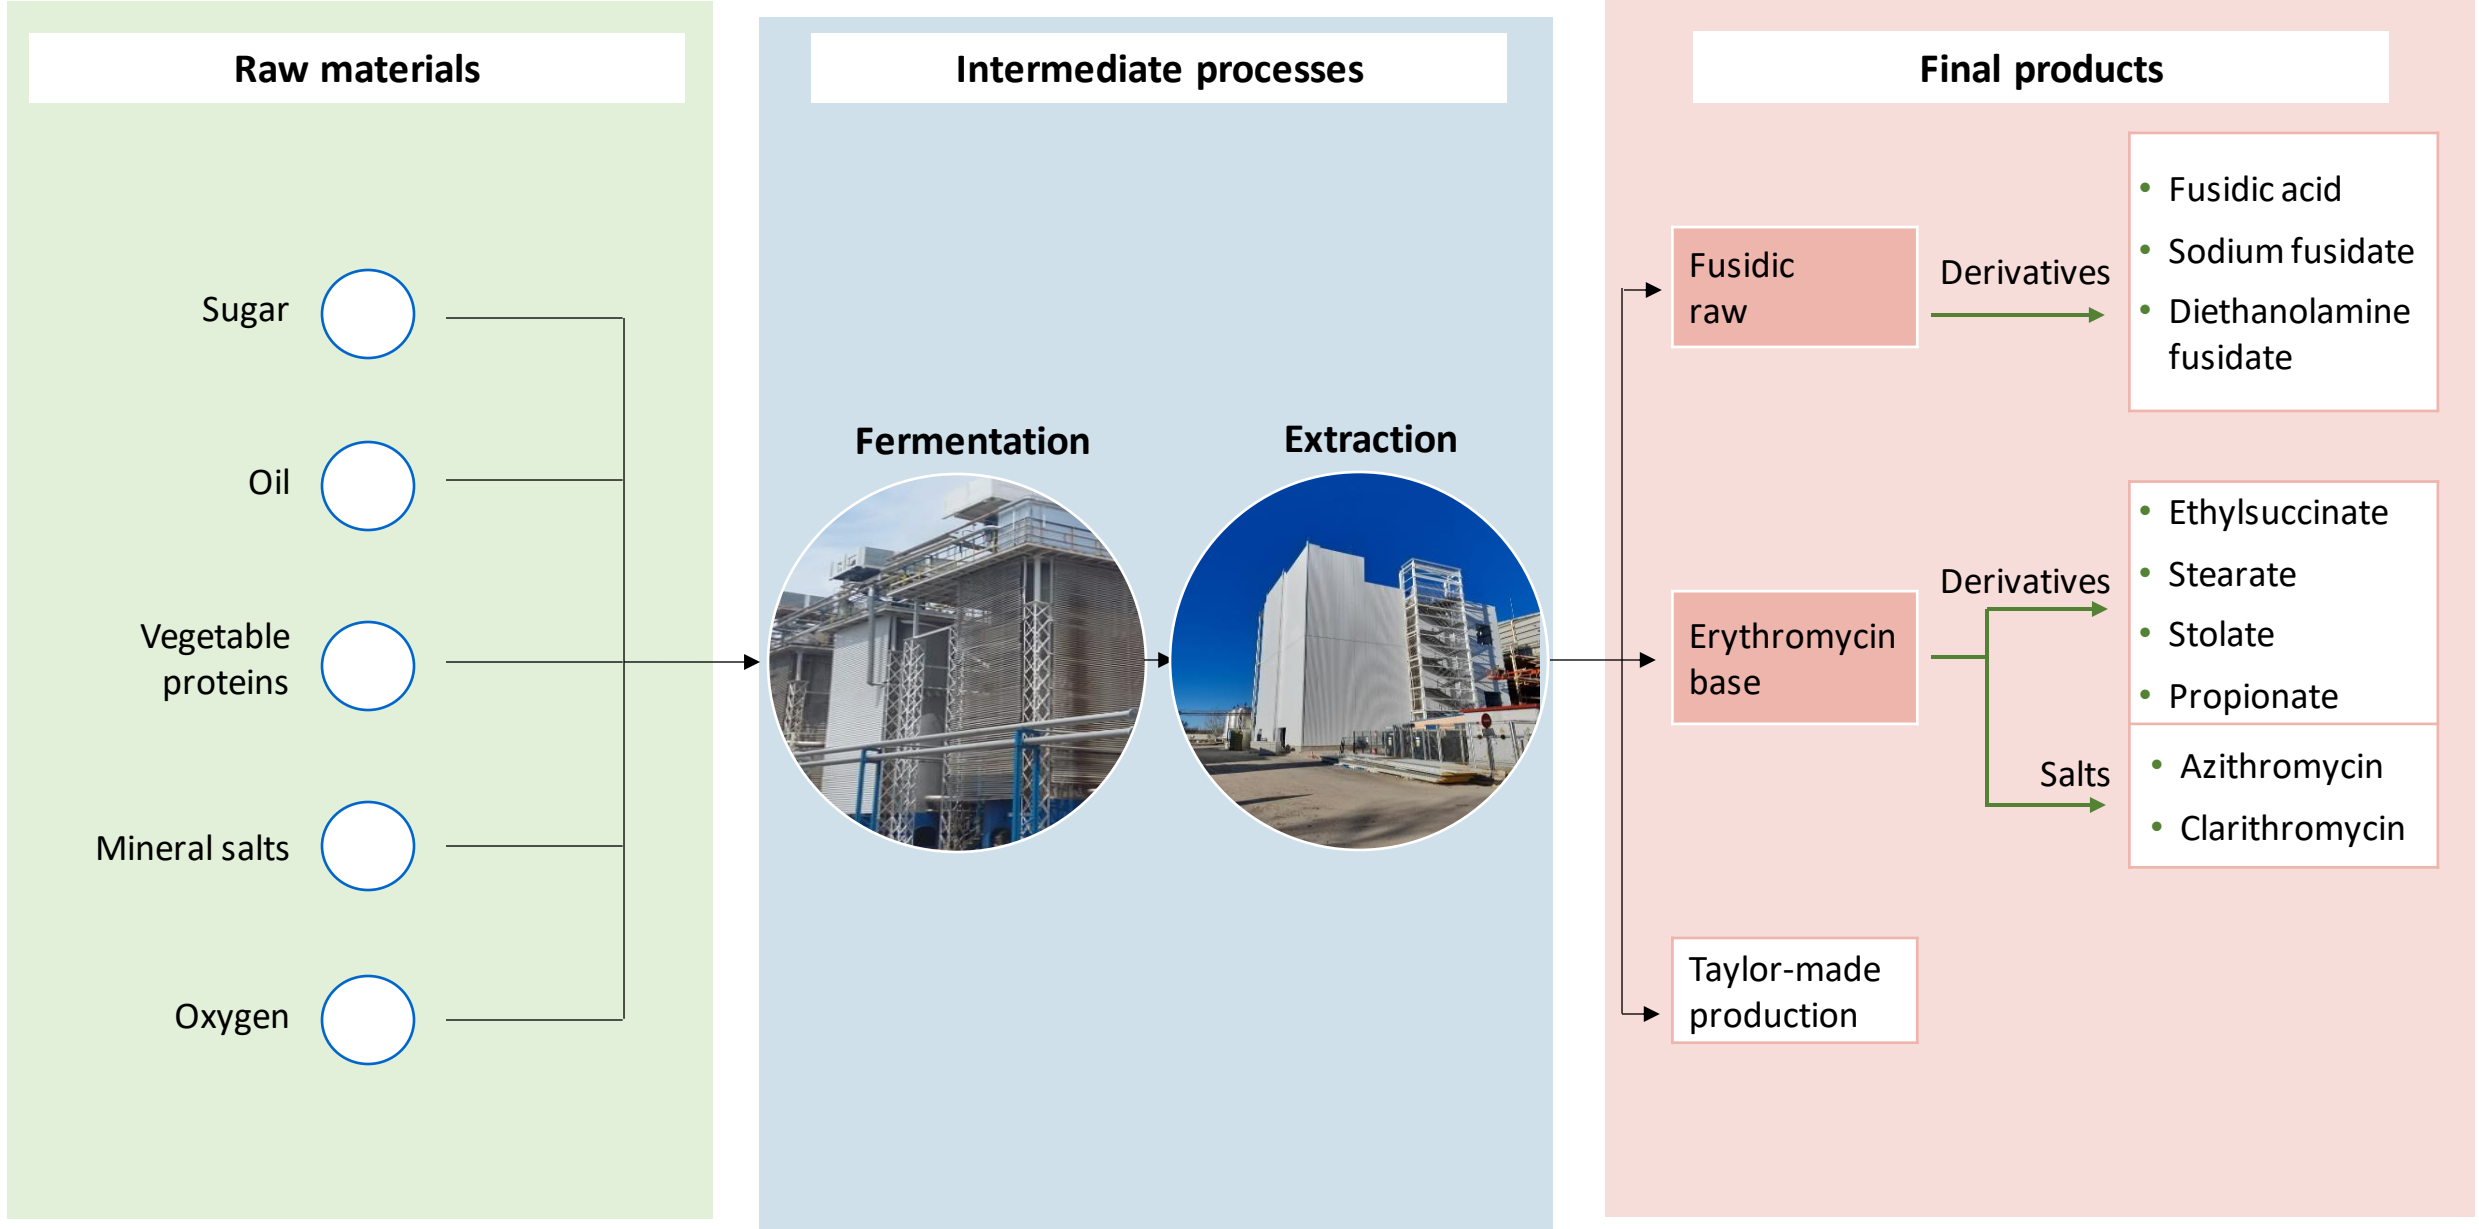 Raw materials
Sugar
Oil
Vegetable
proteins
Mineral salts
Oxygen
Intermediate processes
Fermentation
Extraction
Final products
Fusidic
raw
Derivatives
• Fusidic acid
• Sodium fusidate
• Diethanolamine
fusidate
Erythromycin
base
Derivatives
• Ethylsuccinate
• Stearate
• Stolate
• Propionate
Salts
• Azithromycin
• Clarithromycin
Taylor-made
production